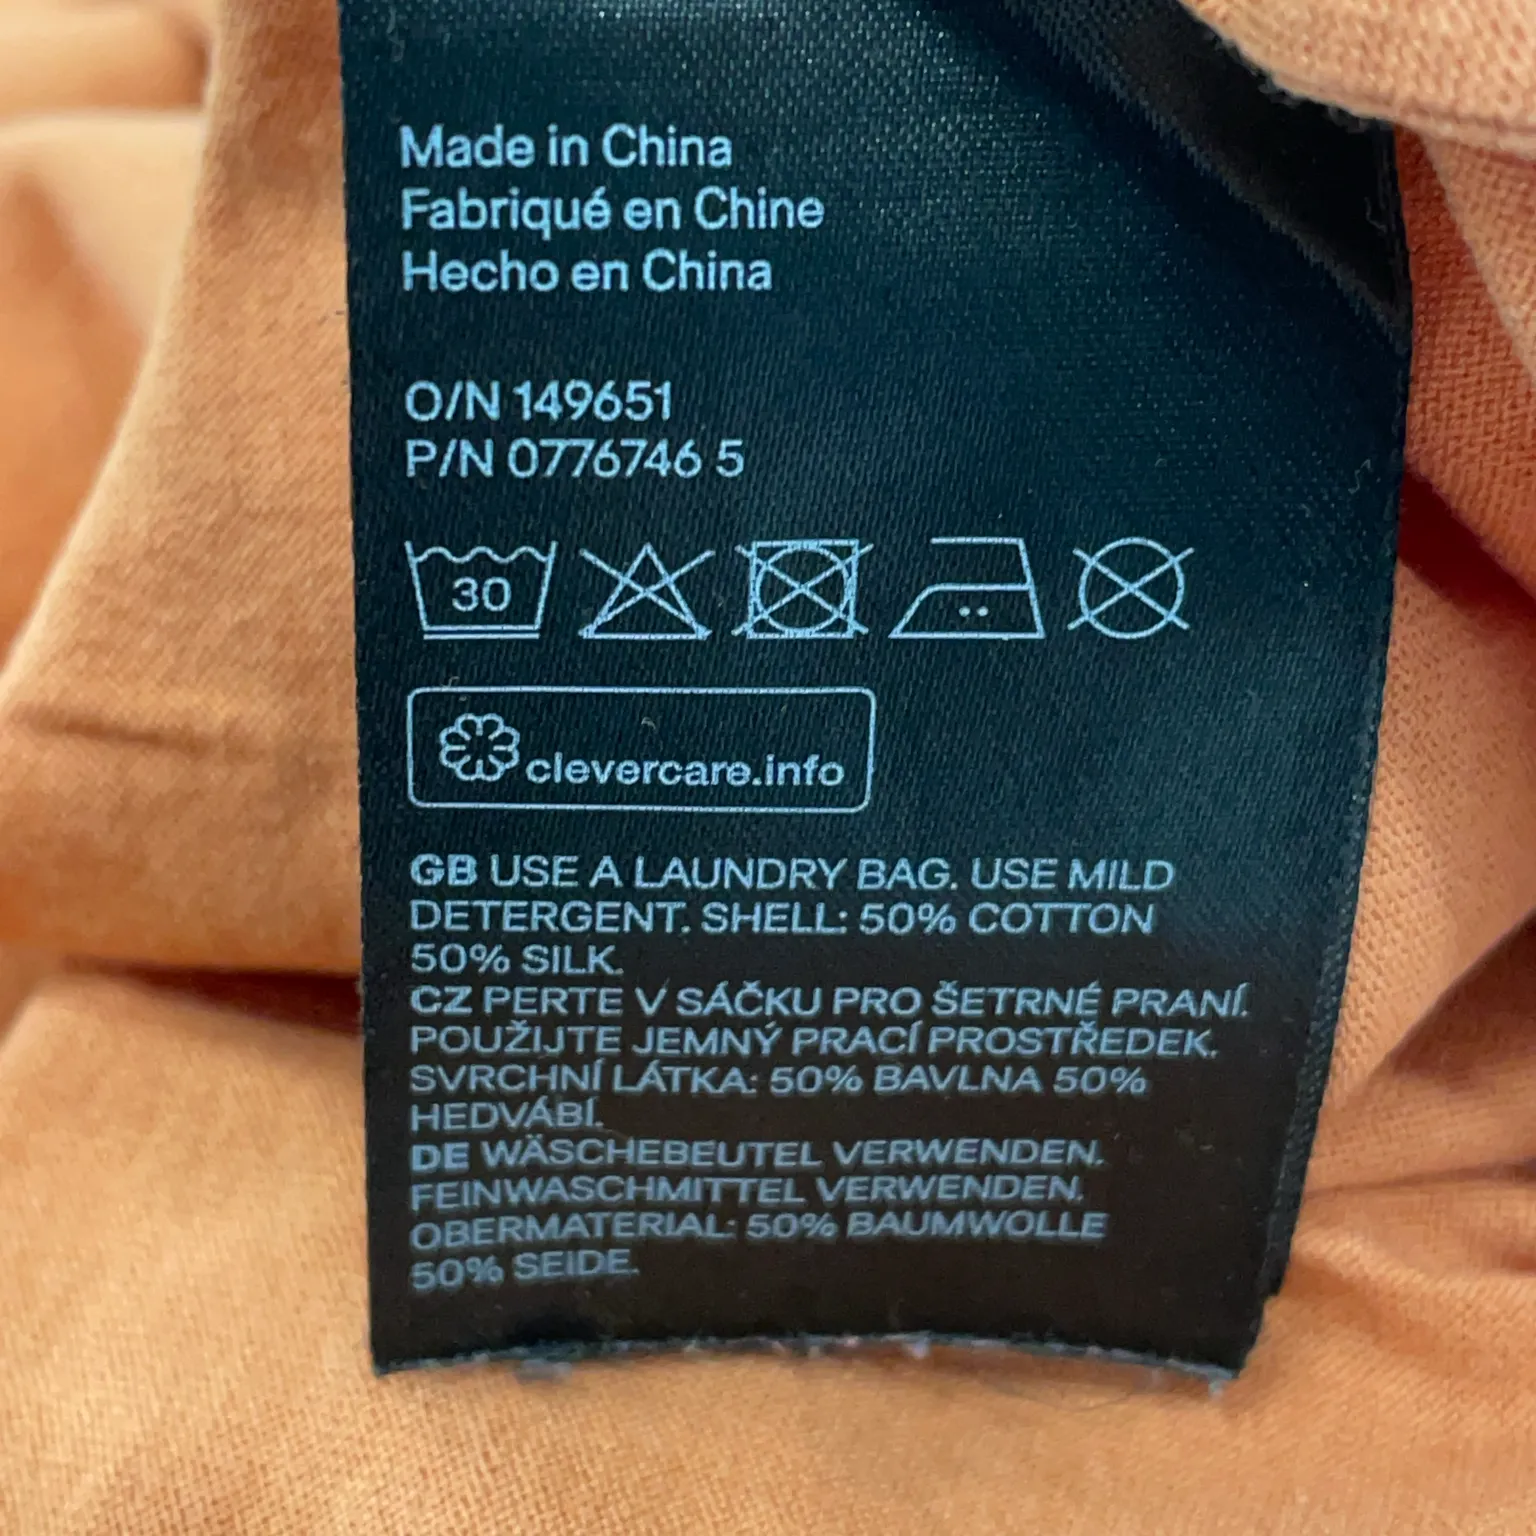 Made in China
Fabriqué en Chine
Hecho en China
O/N 149651
P/N 0776746 5
30
clevercare.info
GB USE A LAUNDRY BAG. USE MILD
DETERGENT. SHELL: 50% COTTON
50% SILK.
CZ PERTE V SÁČKU PRO ŠETRNÉ PRANÍ.
POUŽIJTE JEMNÝ PRACÍ PROSTŘEDEK.
SVRCHNÍ LÁTKA: 50% BAVLNA 50%
HEDVÁBÍ.
DE WÄSCHEBEUTEL VERWENDEN.
FEINWASCHMITTEL VERWENDEN.
OBERMATERIAL: 50% BAUMWOLLE
50% SEIDE.